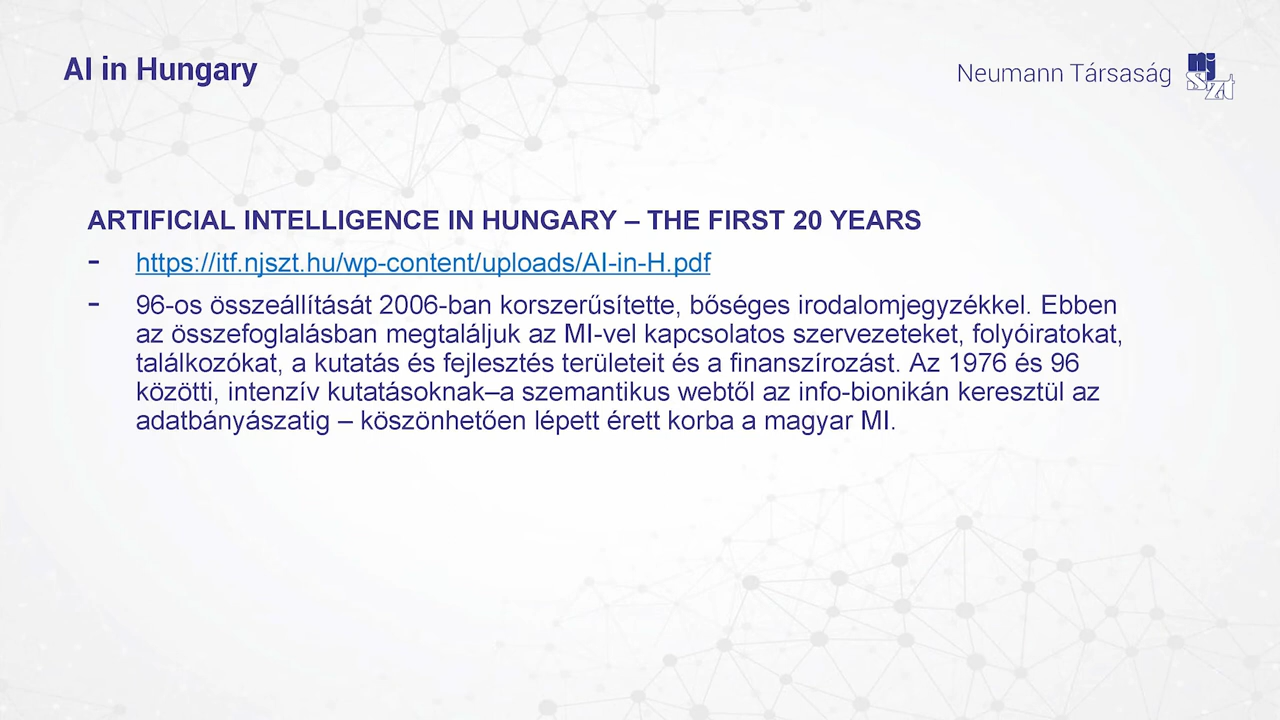 AI in Hungary
Neumann Társaság
nj
szt
ARTIFICIAL INTELLIGENCE IN HUNGARY – THE FIRST 20 YEARS
- https://itf.njszt.hu/wp-content/uploads/AI-in-H.pdf
- 96-os összeállítását 2006-ban korszerűsítette, bőséges irodalomjegyzékkel. Ebben
az összefoglalásban megtaláljuk az MI-vel kapcsolatos szervezeteket, folyóiratokat,
találkozókat, a kutatás és fejlesztés területeit és a finanszírozást. Az 1976 és 96
közötti, intenzív kutatásoknak–a szemantikus webtől az info-bionikán keresztül az
adatbányászatig – köszönhetően lépett érett korba a magyar MI.